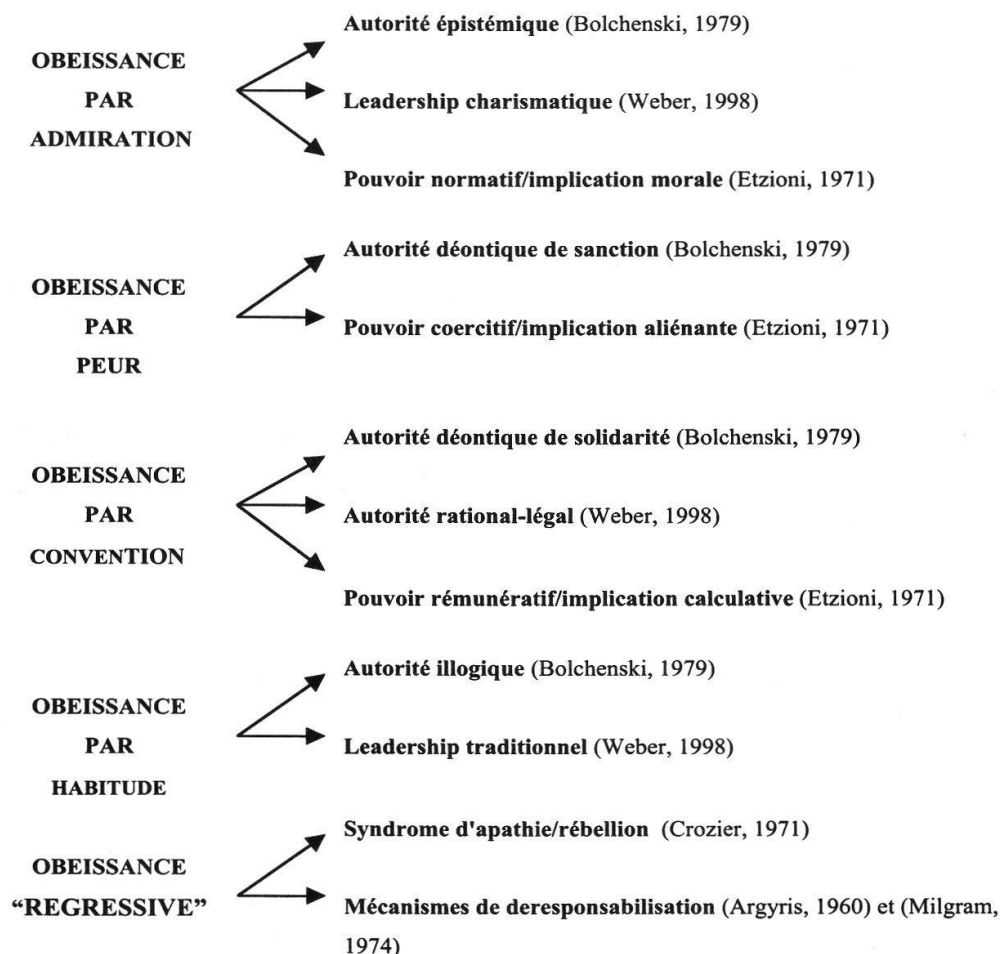 OBEISSANCE
PAR
ADMIRATION
Autorité épistémique (Bolchenski, 1979)
Leadership charismatique (Weber, 1998)
Pouvoir normatif/implication morale (Etzioni, 1971)
OBEISSANCE
PAR
PEUR
Autorité déontique de sanction (Bolchenski, 1979)
Pouvoir coercitif/implication aliénante (Etzioni, 1971)
OBEISSANCE
PAR
CONVENTION
Autorité déontique de solidarité (Bolchenski, 1979)
Autorité rational-légal (Weber, 1998)
Pouvoir rémunératif/implication calculative (Etzioni, 1971)
OBEISSANCE
PAR
HABITUDE
Autorité illogique (Bolchenski, 1979)
Leadership traditionnel (Weber, 1998)
OBEISSANCE
“REGRESSIVE”
Syndrome d'apathie/rébellion (Crozier, 1971)
Mécanismes de deresponsabilisation (Argyris, 1960) et (Milgram,
1974)